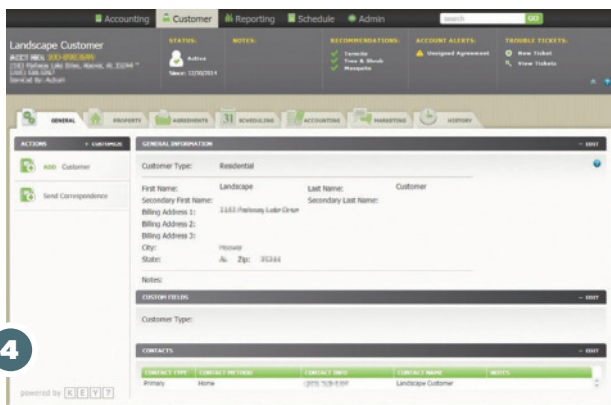 Accounting Customer Reporting Schedule Admin search GO
Landscape Customer
STATUS: NOTES: RECOMMENDATIONS: ACCOUNT ALERTS: TROUBLE TICKETS:
Active
Since: 12/30/2014
Termite
Tree & Shrub
Mosquito
Unsigned Agreement
New Ticket
View Tickets
GENERAL PROPERTY AGREEMENTS 31 SCHEDULING ACCOUNTING MARKETING HISTORY
ACTIONS + CUSTOMIZE
ADD Customer
Send Correspondence
GENERAL INFORMATION - EDIT
Customer Type: Residential
First Name: Landscape Last Name: Customer
Secondary First Name: Secondary Last Name:
Billing Address 1:
Billing Address 2:
Billing Address 3:
City: Hoover
State: AL Zip: 35244
Notes:
CUSTOM FIELDS - EDIT
Customer Type:
CONTACTS - EDIT
CONTACT TYPE CONTACT METHOD CONTACT INFO CONTACT NAME NOTES
Primary Home Landscape Customer
4
powered by KEY7